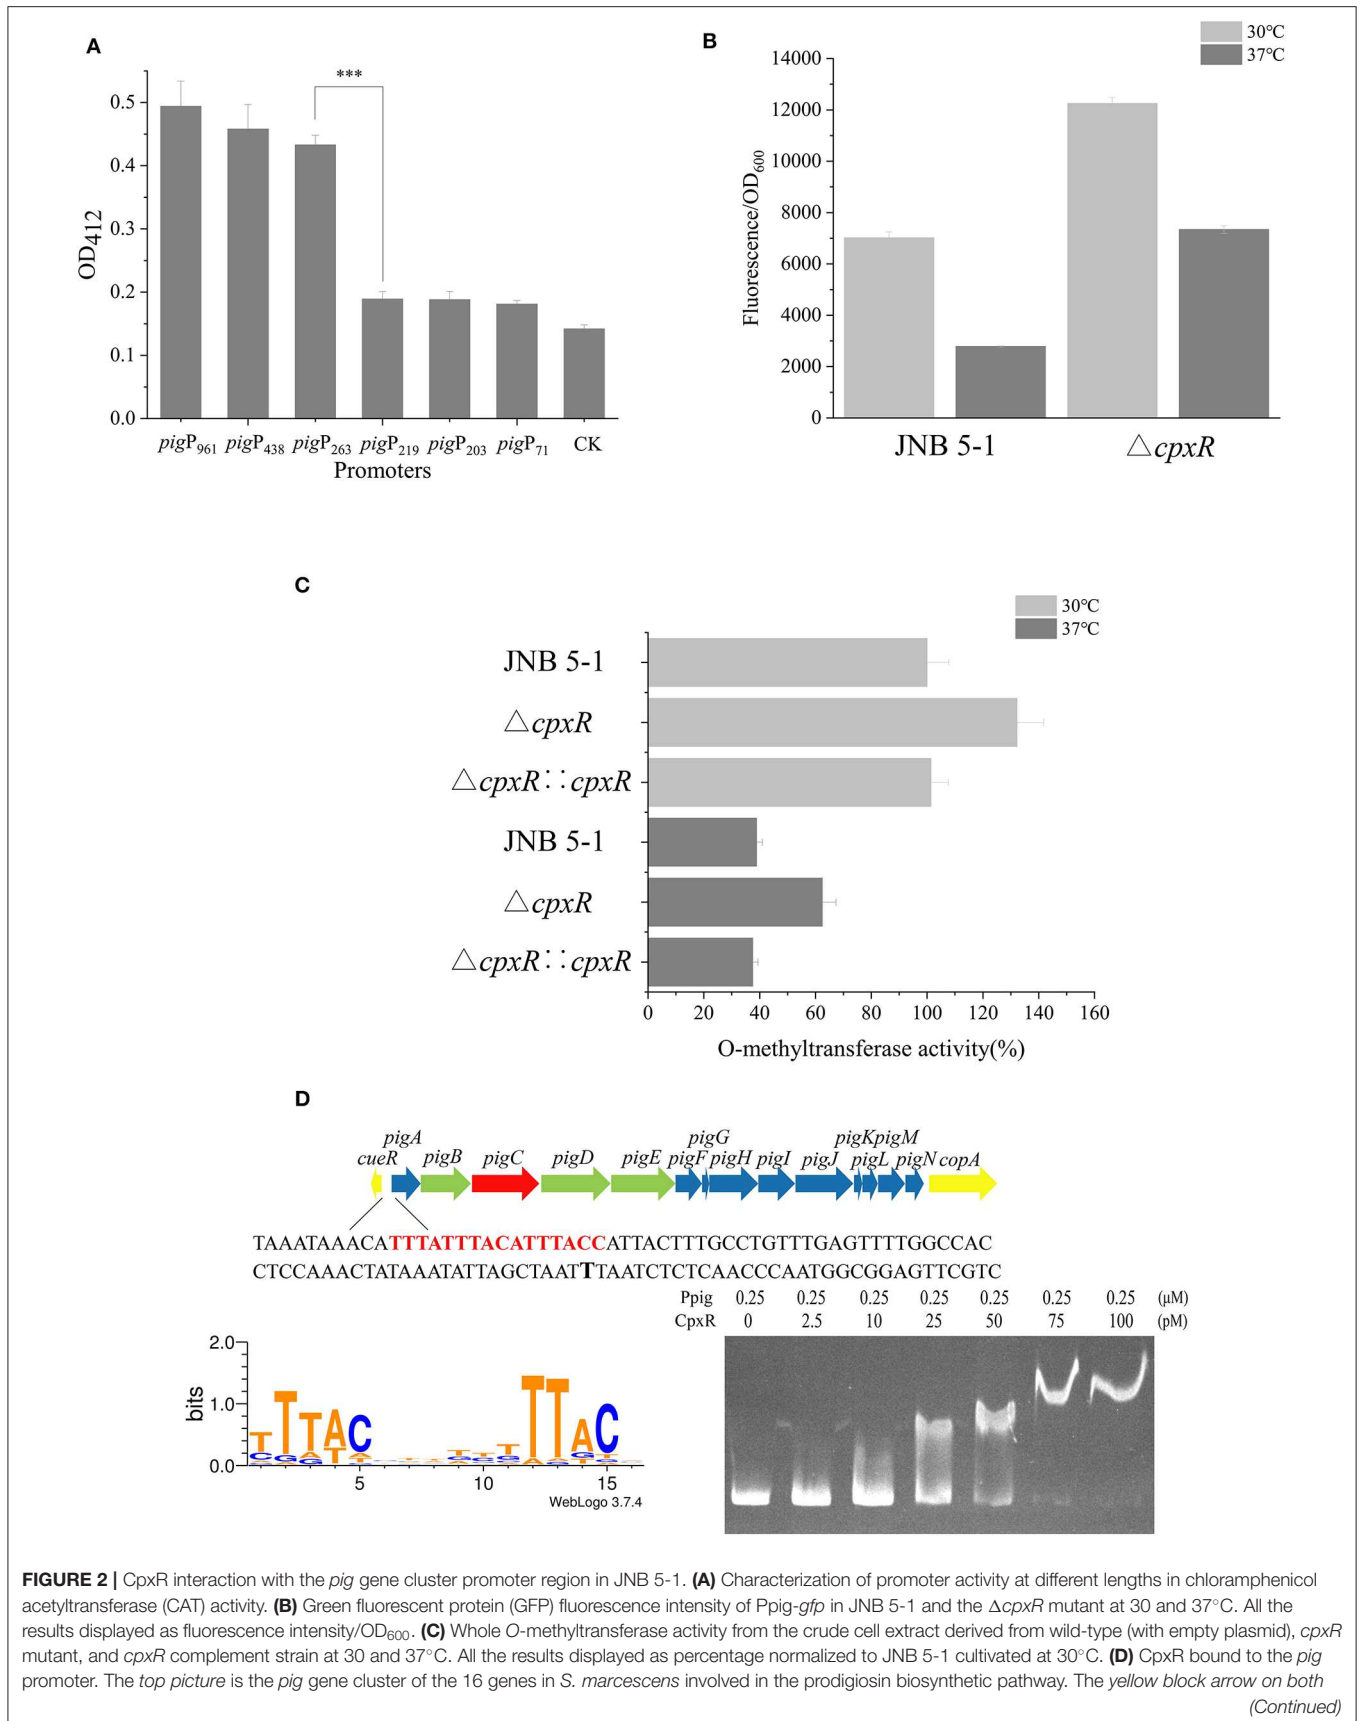 A
***
0.5
0.4
0.3
0.2
0.1
0.0
OD412
pigP961 pigP438 pigP263 pigP219 pigP203 pigP71 CK
Promoters
B
30°C
37°C
14000
12000
10000
8000
6000
4000
2000
0
Fluorescence/OD600
JNB 5-1 △cpxR
C
30°C
37°C
JNB 5-1
△cpxR
△cpxR∷cpxR
JNB 5-1
△cpxR
△cpxR∷cpxR
0 20 40 60 80 100 120 140 160
O-methyltransferase activity(%)
D
pigA pigG pigKpigM
cueR pigB pigC pigD pigE pigF pigH pigI pigJ pigL pigN copA
TAAATAAACATTTATTTACATTTACCATTACTTTGCCTGTTTGAGTTTTGGCCAC
CTCCAAACTATAAATATTAGCTAATTTAATCTCTCAACCCAATGGCGGAGTTCGTC
Ppig 0.25 0.25 0.25 0.25 0.25 0.25 0.25 (μM)
CpxR 0 2.5 10 25 50 75 100 (pM)
2.0
1.0
0.0
bits
5 10 15
WebLogo 3.7.4
FIGURE 2 | CpxR interaction with the pig gene cluster promoter region in JNB 5-1. (A) Characterization of promoter activity at different lengths in chloramphenicol
acetyltransferase (CAT) activity. (B) Green fluorescent protein (GFP) fluorescence intensity of Ppig-gfp in JNB 5-1 and the ΔcpxR mutant at 30 and 37°C. All the
results displayed as fluorescence intensity/OD600. (C) Whole O-methyltransferase activity from the crude cell extract derived from wild-type (with empty plasmid), cpxR
mutant, and cpxR complement strain at 30 and 37°C. All the results displayed as percentage normalized to JNB 5-1 cultivated at 30°C. (D) CpxR bound to the pig
promoter. The top picture is the pig gene cluster of the 16 genes in S. marcescens involved in the prodigiosin biosynthetic pathway. The yellow block arrow on both
(Continued)